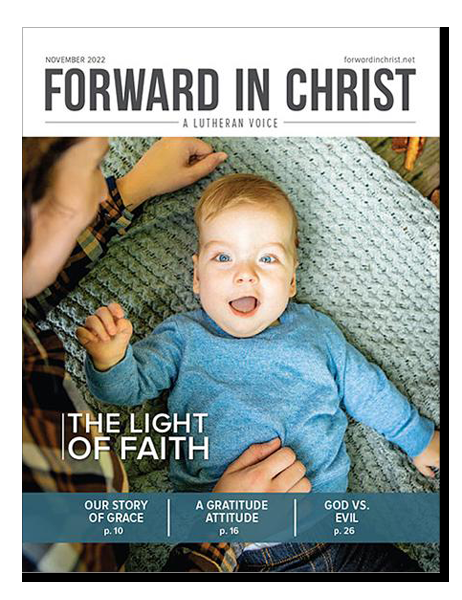 NOVEMBER 2022
forwardinchrist.net
FORWARD IN CHRIST
A LUTHERAN VOICE
THE LIGHT
OF FAITH
OUR STORY
OF GRACE
p. 10
A GRATITUDE
ATTITUDE
p. 16
GOD VS.
EVIL
p. 26